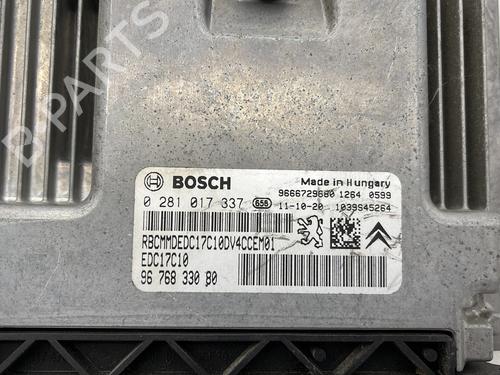 B-PARTS
BOSCH
Made in Hungary
9666729680 1264 0599
0 281 017 337 655 11-10-20 1039S45264
RBCMMDEDC17C10DV4CCEM01
EDC17C10
96 768 330 80